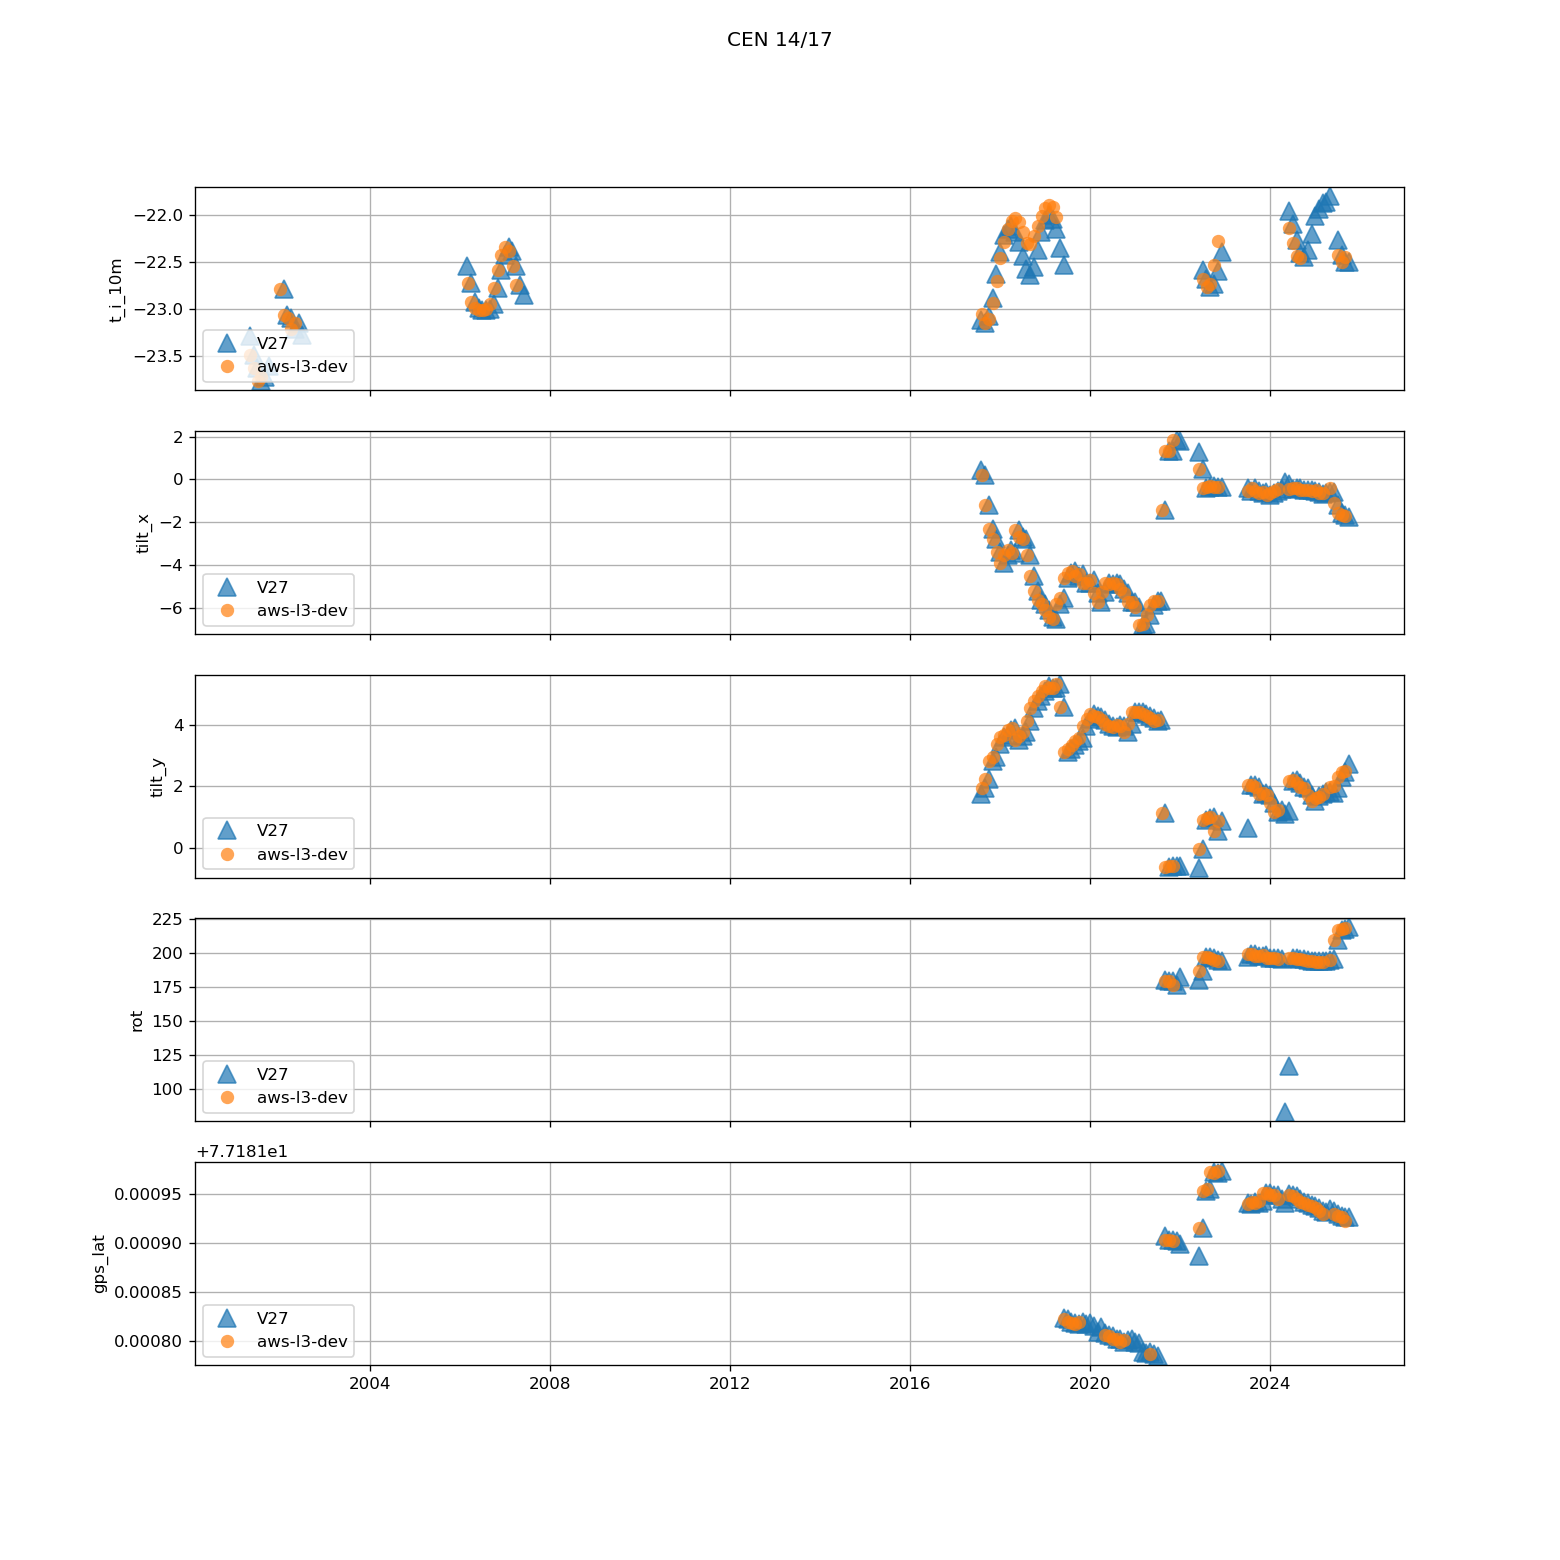 CEN 14/17
−22.0
−22.5
−23.0
−23.5
t_i_10m
V27
aws-l3-dev
2
0
−2
−4
−6
tilt_x
V27
aws-l3-dev
4
2
0
tilt_y
V27
aws-l3-dev
225
200
175
150
125
100
rot
V27
aws-l3-dev
+7.7181e1
0.00095
0.00090
0.00085
0.00080
gps_lat
V27
aws-l3-dev
2004 2008 2012 2016 2020 2024